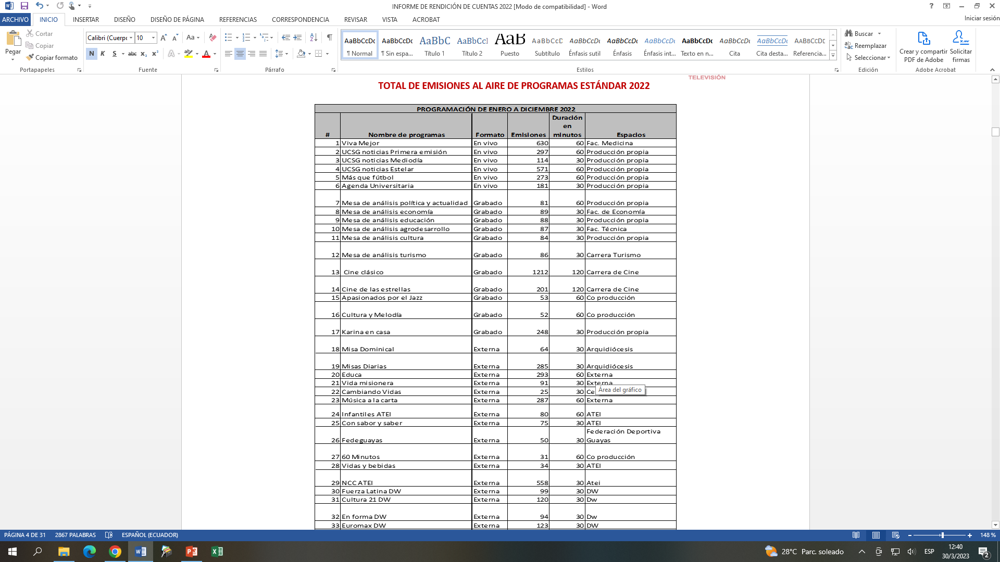 INFORME DE RENDICIÓN DE CUENTAS 2022 [Modo de compatibilidad] - Word
ARCHIVO INICIO INSERTAR DISEÑO DISEÑO DE PÁGINA REFERENCIAS CORRESPONDENCIA REVISAR VISTA ACROBAT Iniciar sesión
Pegar
Cortar
Copiar
Copiar formato
Portapapeles
Calibri (Cuerpo 10
Fuente
Párrafo
AaBbCcDc ¶ Normal
AaBbCcDc ¶ Sin espa...
AaBbC Título 1
AaBbCc] Título 2
AaB Puesto
AaBbCcD Subtítulo
AaBbCcDc Énfasis sutil
AaBbCcDc Énfasis
AaBbCcDc Énfasis int...
AaBbCcDc Texto en n...
AaBbCcDc Cita
AaBbCcDc Cita desta...
AABBCCDE Referencia...
Estilos
Buscar
Reemplazar
Seleccionar
Edición
Crear y compartir PDF de Adobe
Solicitar firmas
Adobe Acrobat
TELEVISIÓN
TOTAL DE EMISIONES AL AIRE DE PROGRAMAS ESTÁNDAR 2022
PROGRAMACIÓN DE ENERO A DICIEMBRE 2022
# Nombre de programas Formato Emisiones Duración en minutos Espacios
1 Viva Mejor En vivo 630 60 Fac. Medicina
2 UCSG noticias Primera emisión En vivo 297 60 Producción propia
3 UCSG noticias Mediodía En vivo 114 30 Producción propia
4 UCSG noticias Estelar En vivo 571 60 Producción propia
5 Más que fútbol En vivo 273 60 Producción propia
6 Agenda Universitaria En vivo 181 30 Producción propia
7 Mesa de análisis política y actualidad Grabado 81 60 Producción propia
8 Mesa de análisis economía Grabado 89 30 Fac. de Economía
9 Mesa de análisis educación Grabado 88 30 Producción propia
10 Mesa de análisis agrodesarrollo Grabado 87 30 Fac. Técnica
11 Mesa de análisis cultura Grabado 84 30 Producción propia
12 Mesa de análisis turismo Grabado 86 30 Carrera Turismo
13 Cine clásico Grabado 1212 120 Carrera de Cine
14 Cine de las estrellas Grabado 201 120 Carrera de Cine
15 Apasionados por el Jazz Grabado 53 60 Co producción
16 Cultura y Melodía Grabado 52 60 Co producción
17 Karina en casa Grabado 248 30 Producción propia
18 Misa Dominical Externa 64 30 Arquidiócesis
19 Misas Diarias Externa 285 30 Arquidiócesis
20 Educa Externa 293 60 Externa
21 Vida misionera Externa 91 30 Externa
22 Cambiando Vidas Externa 25 30 Ce
Área del gráfico
23 Música a la carta Externa 287 60 Externa
24 Infantiles ATEI Externa 80 60 ATEI
25 Con sabor y saber Externa 75 30 ATEI
26 Fedeguayas Externa 50 30 Federación Deportiva Guayas
27 60 Minutos Externa 31 60 Co producción
28 Vidas y bebidas Externa 34 30 ATEI
29 NCC ATEI Externa 558 30 Atei
30 Fuerza Latina DW Externa 99 30 DW
31 Cultura 21 DW Externa 120 30 Dw
32 En forma DW Externa 94 30 Dw
33 Euromax DW Externa 123 30 DW
PÁGINA 4 DE 31 2867 PALABRAS ESPAÑOL (ECUADOR) 148 %
28°C Parc. soleado ESP 12:40
30/3/2023 2